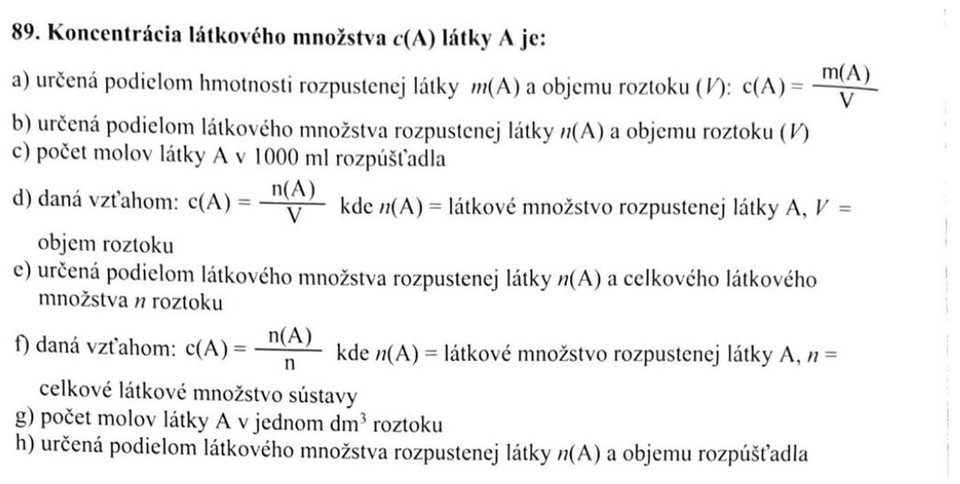 89. Koncentrácia látkového množstva c(A) látky A je:
a) určená podielom hmotnosti rozpustenej látky m(A) a objemu roztoku (V): c(A) = m(A) / V
b) určená podielom látkového množstva rozpustenej látky n(A) a objemu roztoku (V)
c) počet molov látky A v 1000 ml rozpúšťadla
d) daná vzťahom: c(A) = n(A) / V kde n(A) = látkové množstvo rozpustenej látky A, V =
objem roztoku
e) určená podielom látkového množstva rozpustenej látky n(A) a celkového látkového
množstva n roztoku
f) daná vzťahom: c(A) = n(A) / n kde n(A) = látkové množstvo rozpustenej látky A, n =
celkové látkové množstvo sústavy
g) počet molov látky A v jednom dm³ roztoku
h) určená podielom látkového množstva rozpustenej látky n(A) a objemu rozpúšťadla